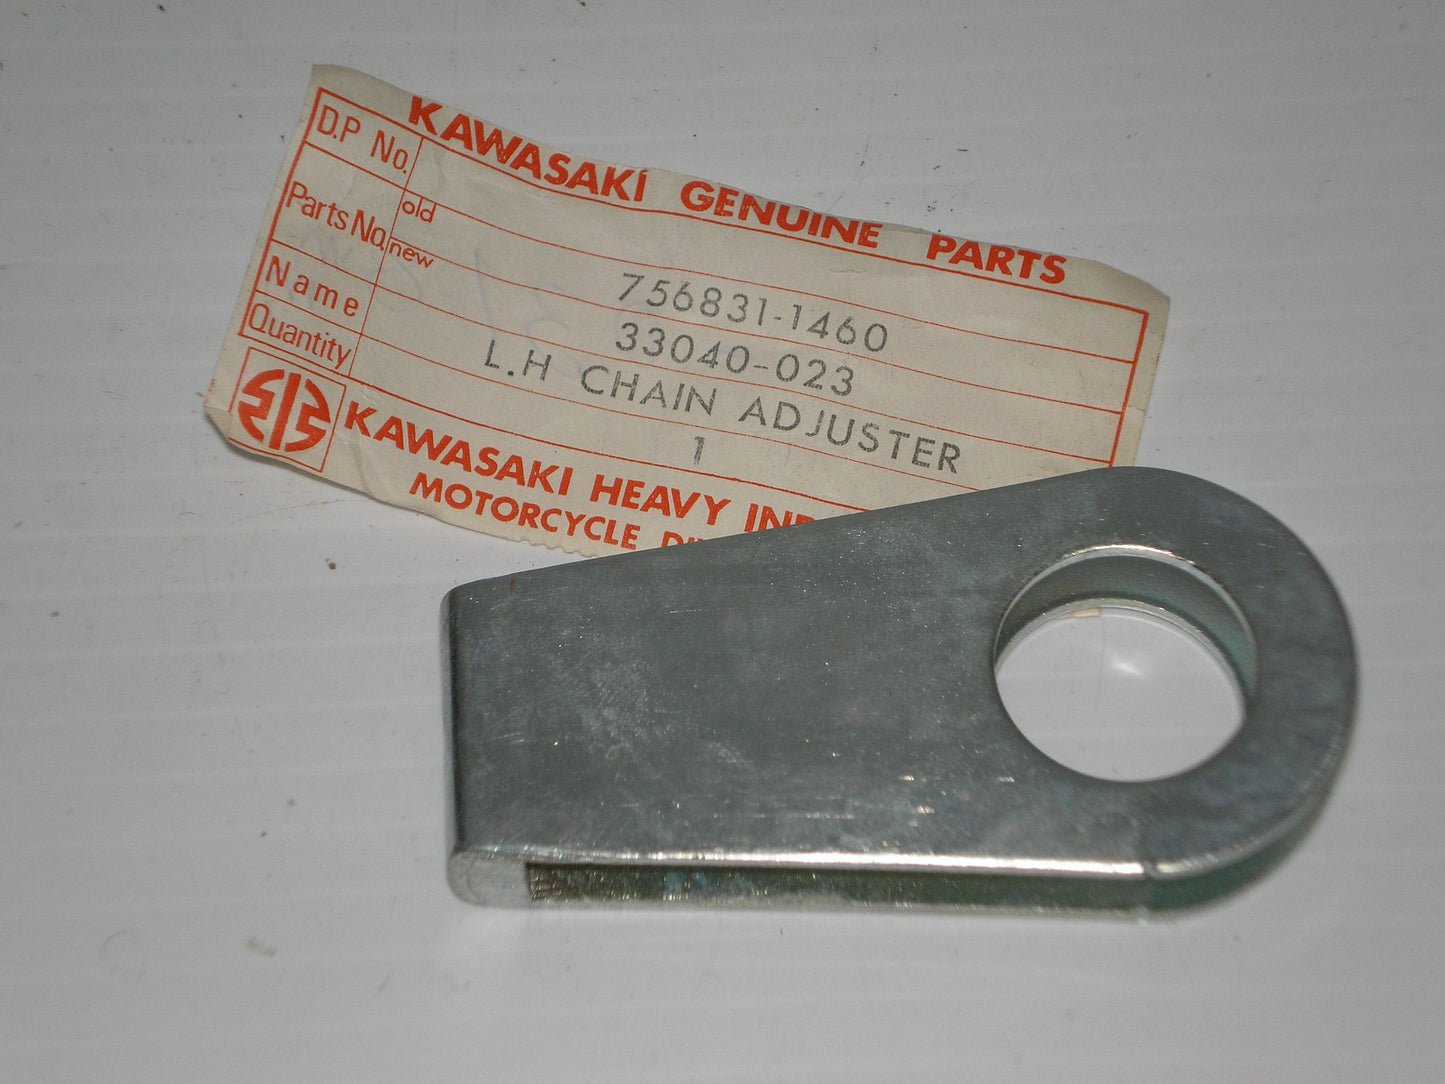 KAWASAKI GENUINE PARTS
D.P No.
Parts No. old 756831-1460
new 33040-023
Name L.H CHAIN ADJUSTER
Quantity 1
KAWASAKI HEAVY
MOTORCYCLE